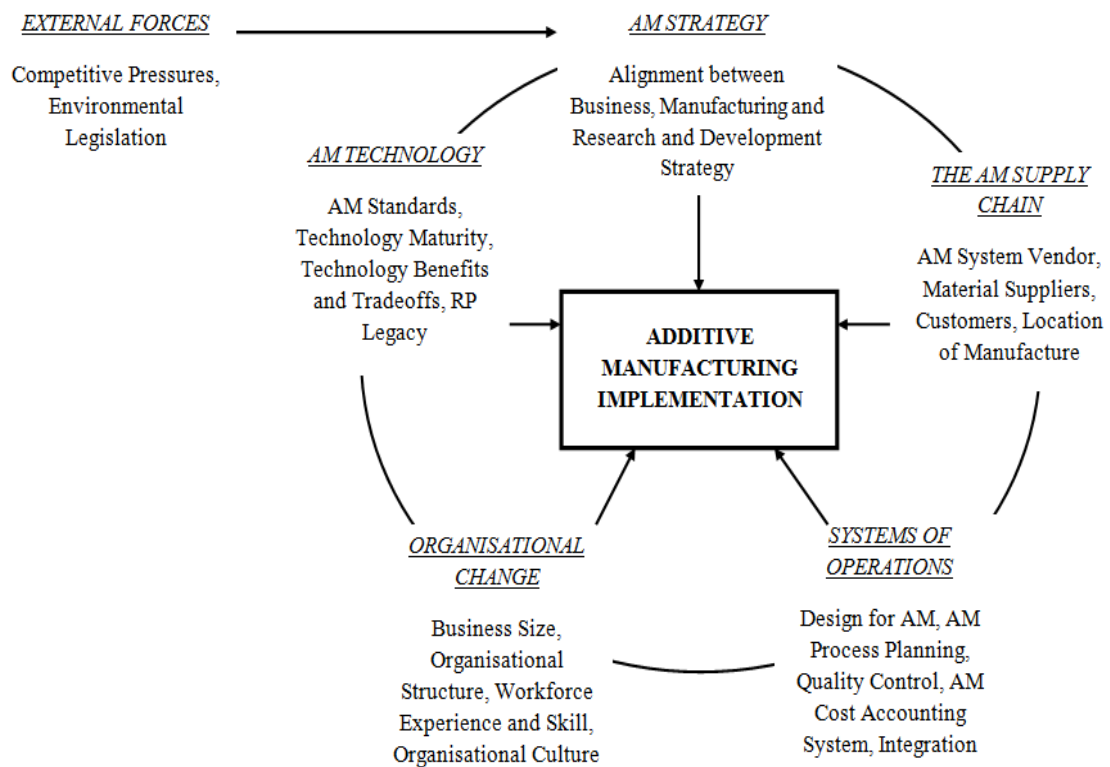 EXTERNAL FORCES
Competitive Pressures,
Environmental
Legislation
AM STRATEGY
Alignment between
Business, Manufacturing and
Research and Development
Strategy
AM TECHNOLOGY
AM Standards,
Technology Maturity,
Technology Benefits
and Tradeoffs, RP
Legacy
THE AM SUPPLY
CHAIN
AM System Vendor,
Material Suppliers,
Customers, Location
of Manufacture
ADDITIVE
MANUFACTURING
IMPLEMENTATION
ORGANISATIONAL
CHANGE
Business Size,
Organisational
Structure, Workforce
Experience and Skill,
Organisational Culture
SYSTEMS OF
OPERATIONS
Design for AM, AM
Process Planning,
Quality Control, AM
Cost Accounting
System, Integration